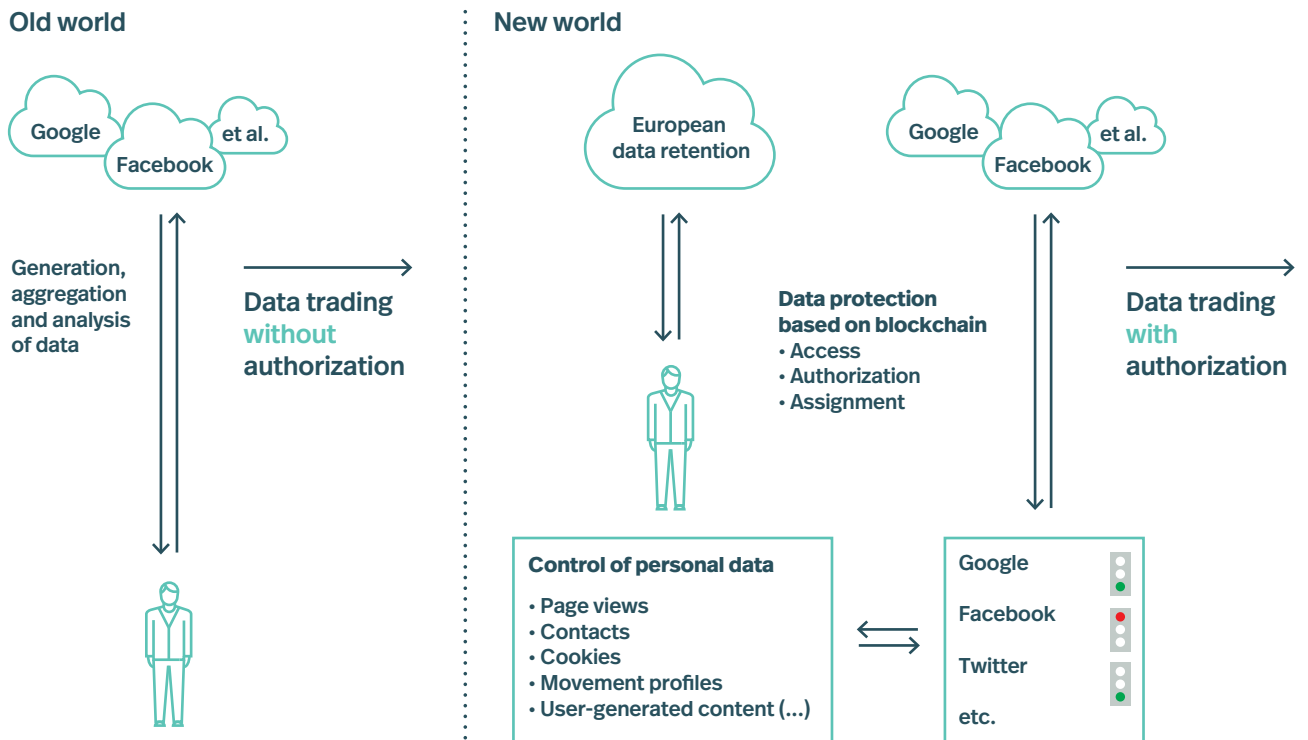 Old world
Google
Facebook
et al.
Generation,
aggregation
and analysis
of data
Data trading
without
authorization
New world
European
data retention
Google
Facebook
et al.
Data protection
based on blockchain
• Access
• Authorization
• Assignment
Data trading
with
authorization
Control of personal data
• Page views
• Contacts
• Cookies
• Movement profiles
• User-generated content (...)
Google
Facebook
Twitter
etc.